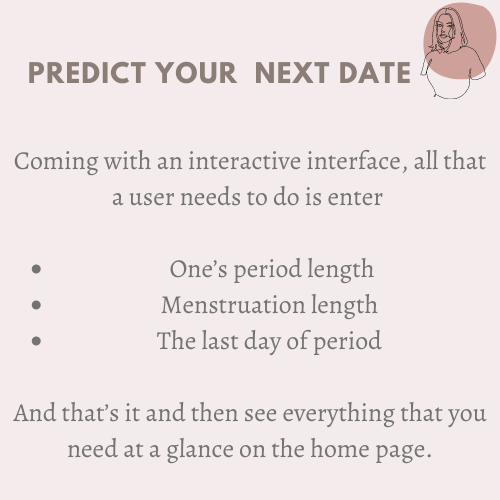 PREDICT YOUR  NEXT DATE
Coming with an interactive interface, all that
a user needs to do is enter
• One’s period length
• Menstruation length
• The last day of period
And that’s it and then see everything that you
need at a glance on the home page.